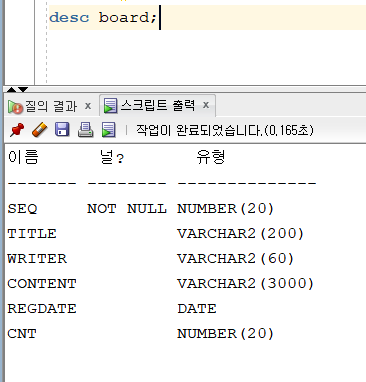 desc board;
질의 결과 x 스크립트 출력 x
작업이 완료되었습니다.(0,165초)
이름 널? 유형
------- -------- --------------
SEQ NOT NULL NUMBER(20)
TITLE VARCHAR2(200)
WRITER VARCHAR2(60)
CONTENT VARCHAR2(3000)
REGDATE DATE
CNT NUMBER(20)